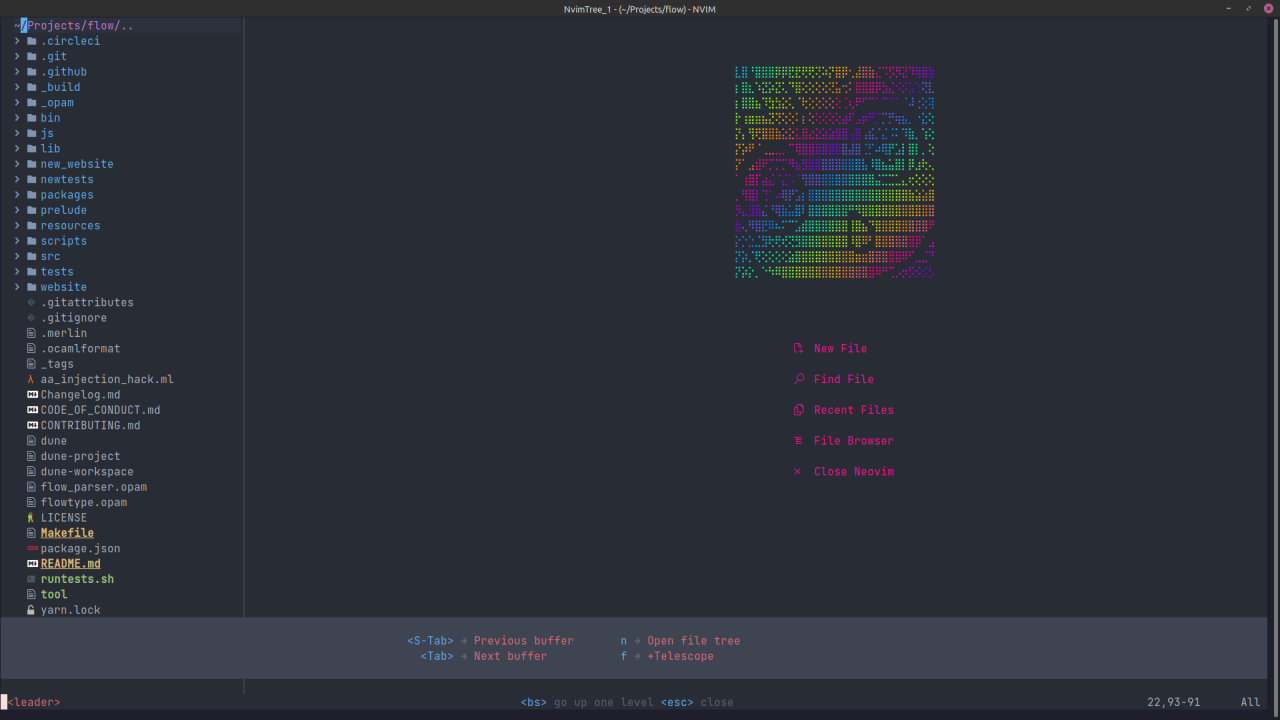 NvimTree_1 - (~/Projects/flow) - NVIM
~/Projects/flow/..
.circleci
.git
.github
_build
_opam
bin
js
lib
new_website
newtests
packages
prelude
resources
scripts
src
tests
website
.gitattributes
.gitignore
.merlin
.ocamlformat
_tags
aa_injection_hack.ml
Changelog.md
CODE_OF_CONDUCT.md
CONTRIBUTING.md
dune
dune-project
dune-workspace
flow_parser.opam
flowtype.opam
LICENSE
Makefile
package.json
README.md
runtests.sh
tool
yarn.lock
New File
Find File
Recent Files
File Browser
Close Neovim
<S-Tab> → Previous buffer n → Open file tree
<Tab> → Next buffer f → +Telescope
<leader> <bs> go up one level <esc> close 22,93-91 All